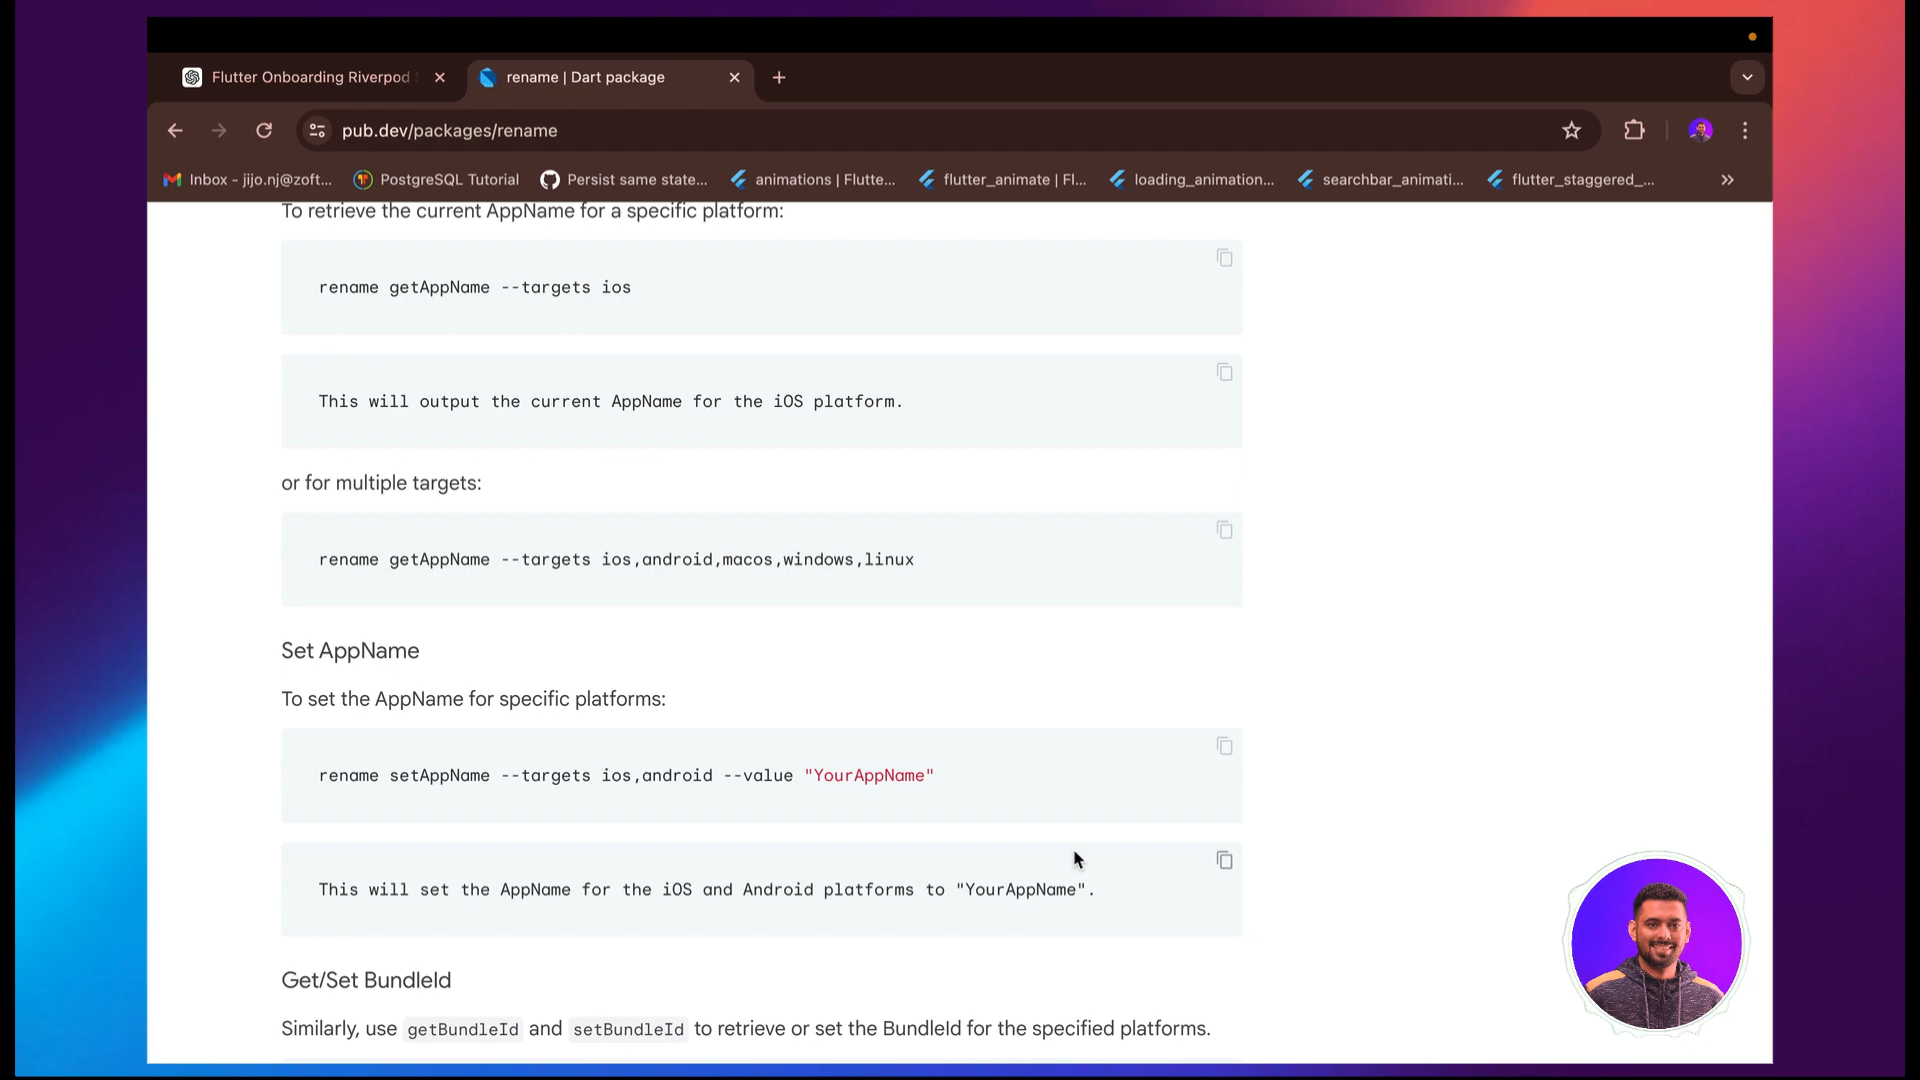 Flutter Onboarding Riverpod
rename | Dart package
pub.dev/packages/rename
Inbox - jijo.nj@zoft...
PostgreSQL Tutorial
Persist same state...
animations | Flutte...
flutter_animate | Fl...
loading_animation...
searchbar_animati...
flutter_staggered_...
To retrieve the current AppName for a specific platform:
rename getAppName --targets ios
This will output the current AppName for the iOS platform.
or for multiple targets:
rename getAppName --targets ios,android,macos,windows,linux
Set AppName
To set the AppName for specific platforms:
rename setAppName --targets ios,android --value "YourAppName"
This will set the AppName for the iOS and Android platforms to "YourAppName".
Get/Set BundleId
Similarly, use getBundleId and setBundleId to retrieve or set the BundleId for the specified platforms.